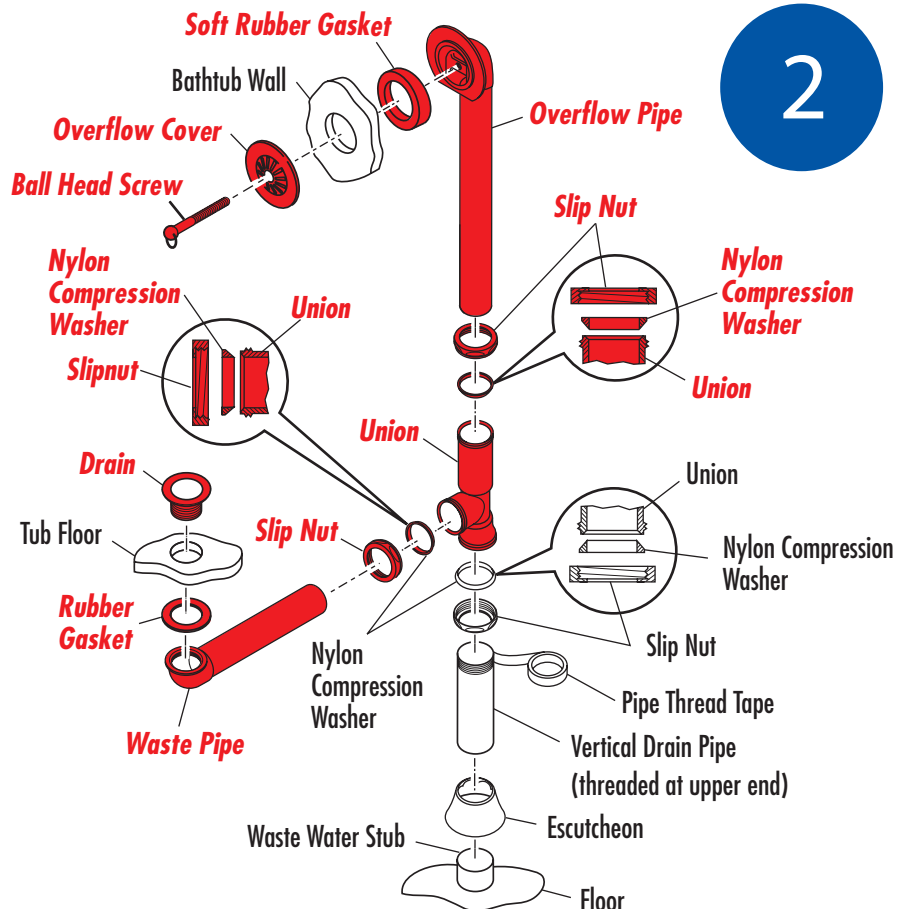 Soft Rubber Gasket
2
Bathtub Wall
Overflow Cover
Overflow Pipe
Ball Head Screw
Slip Nut
Nylon
Compression
Washer
Union
Slipnut
Nylon
Compression
Washer
Union
Union
Drain
Tub Floor
Slip Nut
Union
Nylon Compression
Washer
Rubber
Gasket
Nylon
Compression
Washer
Slip Nut
Pipe Thread Tape
Waste Pipe
Vertical Drain Pipe
(threaded at upper end)
Escutcheon
Waste Water Stub
Floor